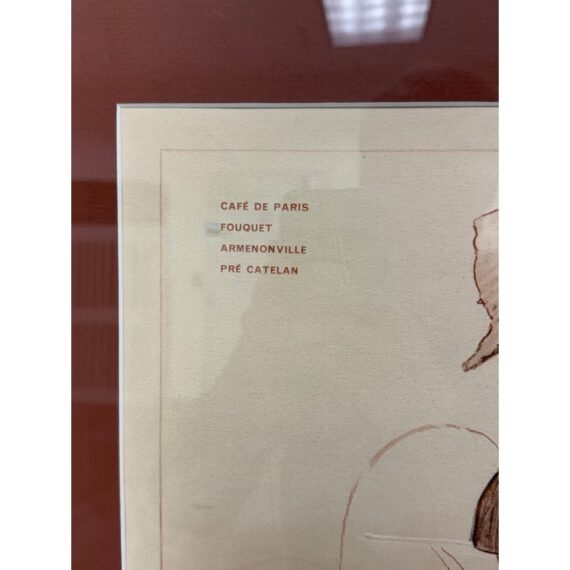 CAFÉ DE PARIS
FOUQUET
ARMENONVILLE
PRÉ CATELAN